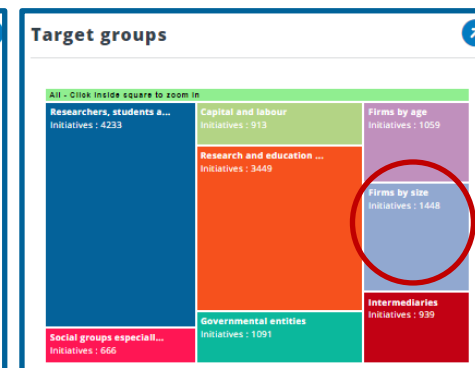 Target groups
All - Click inside square to zoom in
Researchers, students a...
Initiatives : 4233
Capital and labour
Initiatives : 913
Firms by age
Initiatives : 1059
Research and education ...
Initiatives : 3449
Firms by size
Initiatives : 1448
Intermediaries
Initiatives : 939
Governmental entities
Initiatives : 1091
Social groups especiall...
Initiatives : 666